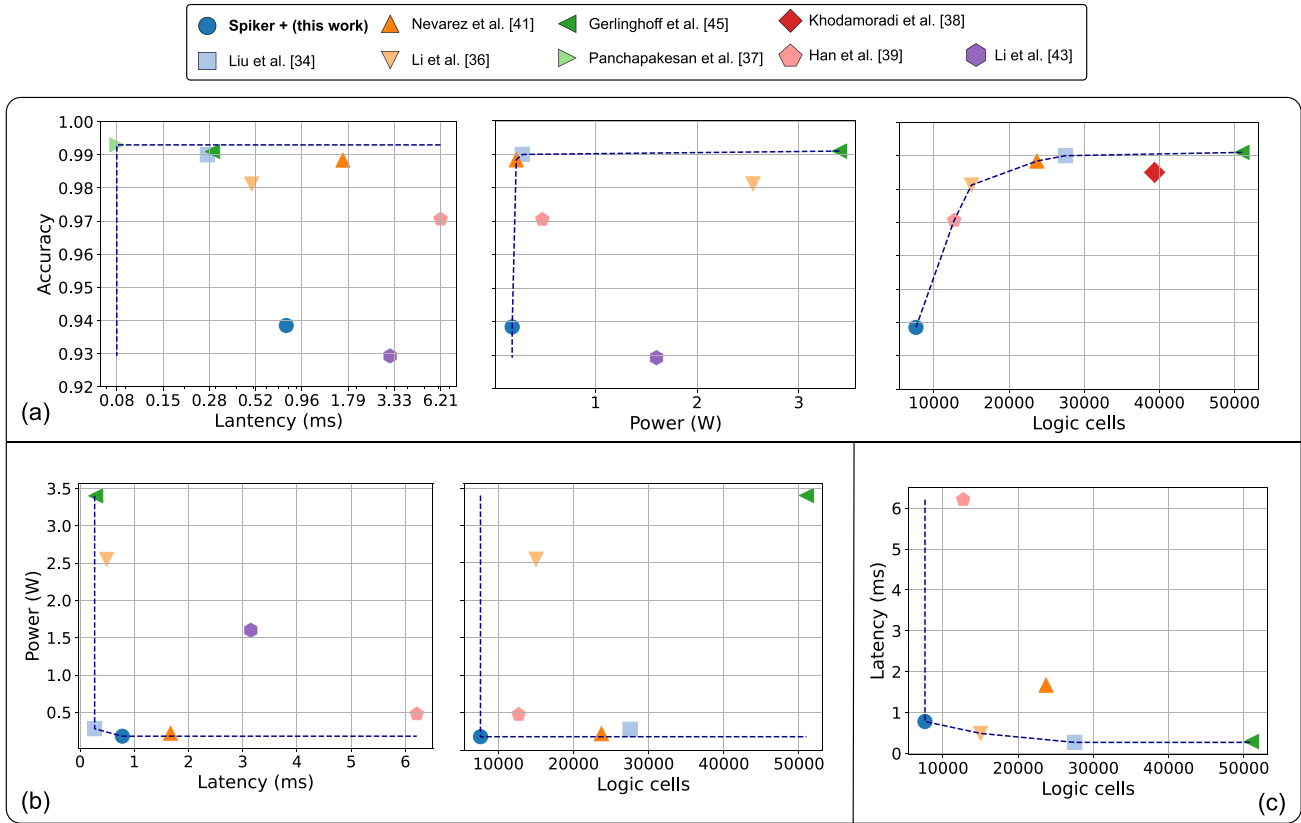 Spiker + (this work) Nevarez et al. [41] Gerlinghoff et al. [45] Khodamoradi et al. [38]
Liu et al. [34] Li et al. [36] Panchapakesan et al. [37] Han et al. [39] Li et al. [43]
1.00
0.99
0.98
0.97
0.96
0.95
0.94
0.93
0.92
Accuracy
0.08 0.15 0.28 0.52 0.96 1.79 3.33 6.21
Lantency (ms)
1 3
Power (W)
10000 20000 30000 40000 50000
Logic cells
(a)
3.5
3.0
2.5
2.0
1.5
1.0
0.5
Power (W)
0 1 2 3 4 5 6
Latency (ms)
10000 20000 30000 40000 50000
Logic cells
(b)
6
5
4
3
2
1
0
Latency (ms)
10000 20000 30000 40000 50000
Logic cells
(c)